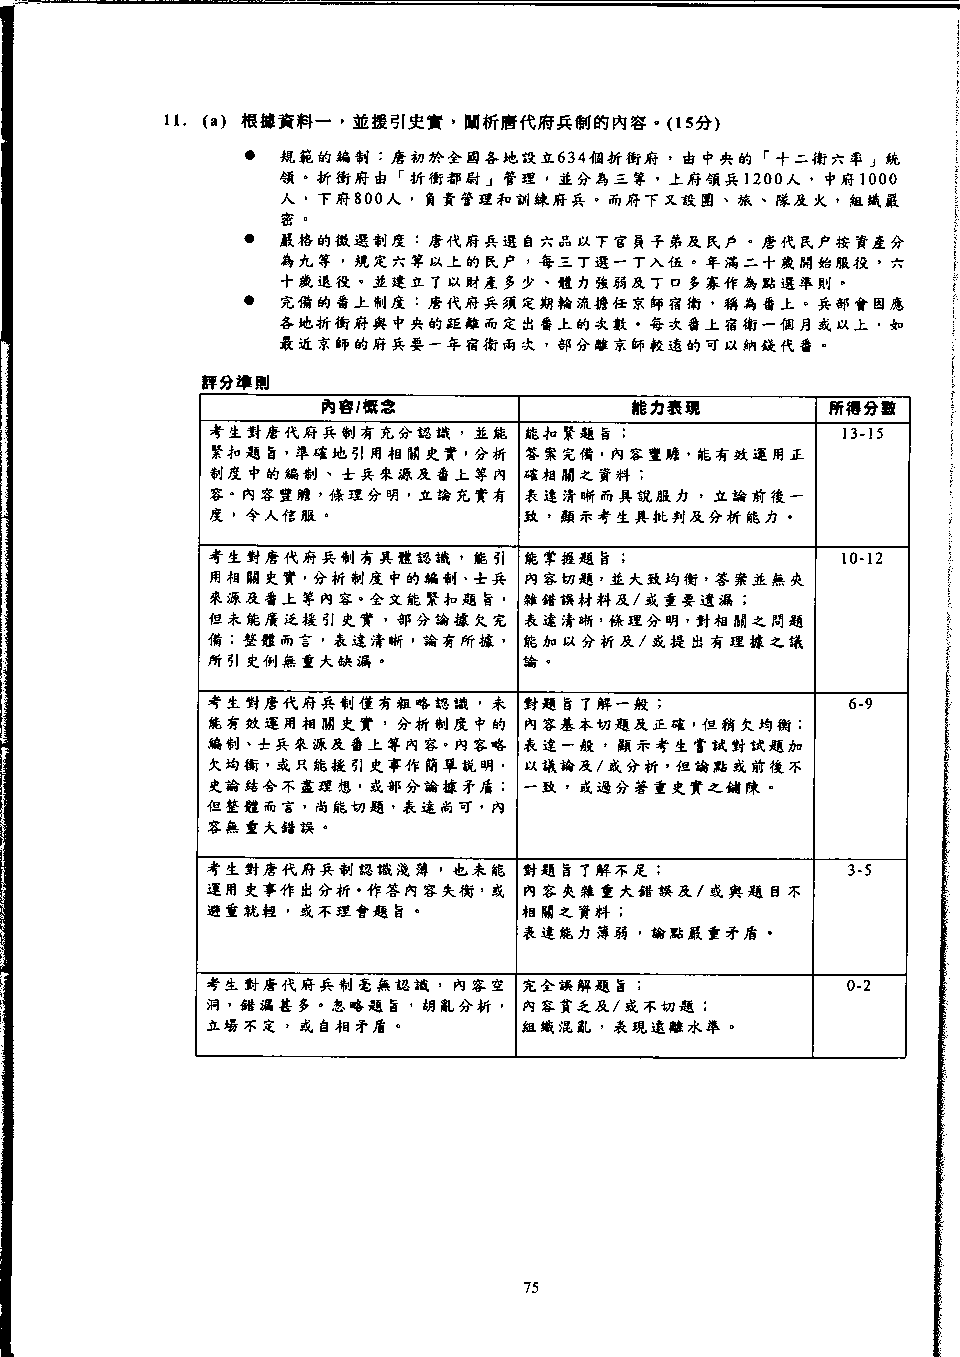 11. (a) 根據資料一，並援引史實，闡析唐代府兵制的內容。(15分)
● 規範的編制：唐初於全國各地設立634個折衝府，由中央的「十二衛六率」統
領。折衝府由「折衝都尉」管理，並分為三等，上府領兵1200人，中府1000
人，下府800人，負責管理和訓練府兵。而府下又設團、旅、隊及火，組織嚴
密。
● 嚴格的徵選制度：唐代府兵選自六品以下官員子弟及民戶。唐代民戶按資產分
為九等，規定六等以上的民戶，每三丁選一丁入伍。年滿二十歲開始服役，六
十歲退役。並建立了以財產多少、體力強弱及丁口多寡作為點選準則。
● 完備的番上制度：唐代府兵須定期輪流擔任京師宿衛，稱為番上。兵部會因應
各地折衝府與中央的距離而定出番上的次數。每次番上宿衛一個月或以上，如
最近京師的府兵要一年宿衛兩次，部分離京師較遠的可以納錢代番。
評分準則
內容/概念 能力表現 所得分數
考生對唐代府兵制有充分認識，並能
緊扣題旨，準確地引用相關史實，分析
制度中的編制、士兵來源及番上等內
容。內容豐贍，條理分明，立論充實有
度，令人信服。
能扣緊題旨；
答案完備，內容豐贍，能有效運用正
確相關之資料；
表達清晰而具說服力，立論前後一
致，顯示考生具批判及分析能力。
13-15
考生對唐代府兵制有具體認識，能引
用相關史實，分析制度中的編制、士兵
來源及番上等內容。全文能緊扣題旨，
但未能廣泛援引史實，部分論據欠完
備；整體而言，表達清晰，論有所據，
所引史例無重大缺漏。
能掌握題旨；
內容切題，並大致均衡，答案並無夾
雜錯誤材料及/或重要遺漏；
表達清晰，條理分明，對相關之問題
能加以分析及/或提出有理據之議
論。
10-12
考生對唐代府兵制僅有粗略認識，未
能有效運用相關史實，分析制度中的
編制、士兵來源及番上等內容。內容略
欠均衡，或只能援引史事作簡單說明，
史論結合不盡理想，或部分論據矛盾；
但整體而言，尚能切題，表達尚可，內
容無重大錯誤。
對題旨了解一般；
內容基本切題及正確，但稍欠均衡；
表達一般，顯示考生嘗試對試題加
以議論及/或分析，但論點或前後不
一致，或過分著重史實之鋪陳。
6-9
考生對唐代府兵制認識淺薄，也未能
運用史事作出分析。作答內容失衡，或
避重就輕，或不理會題旨。
對題旨了解不足；
內容夾雜重大錯誤及/或與題目不
相關之資料；
表達能力薄弱，論點嚴重矛盾。
3-5
考生對唐代府兵制毫無認識，內容空
洞，錯漏甚多。忽略題旨，胡亂分析，
立場不定，或自相矛盾。
完全誤解題旨；
內容貧乏及/或不切題；
組織混亂，表現遠離水準。
0-2
75